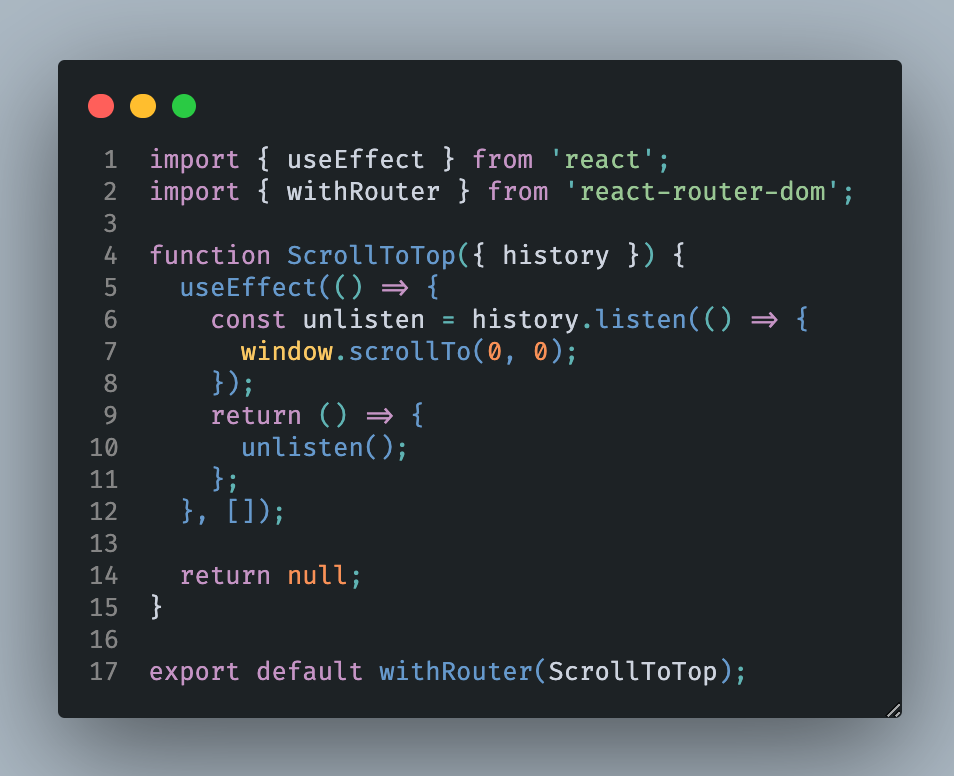 1 import { useEffect } from 'react';
2 import { withRouter } from 'react-router-dom';
3
4 function ScrollToTop({ history }) {
5   useEffect(() => {
6     const unlisten = history.listen(() => {
7       window.scrollTo(0, 0);
8     });
9     return () => {
10       unlisten();
11     };
12   }, []);
13
14   return null;
15 }
16
17 export default withRouter(ScrollToTop);